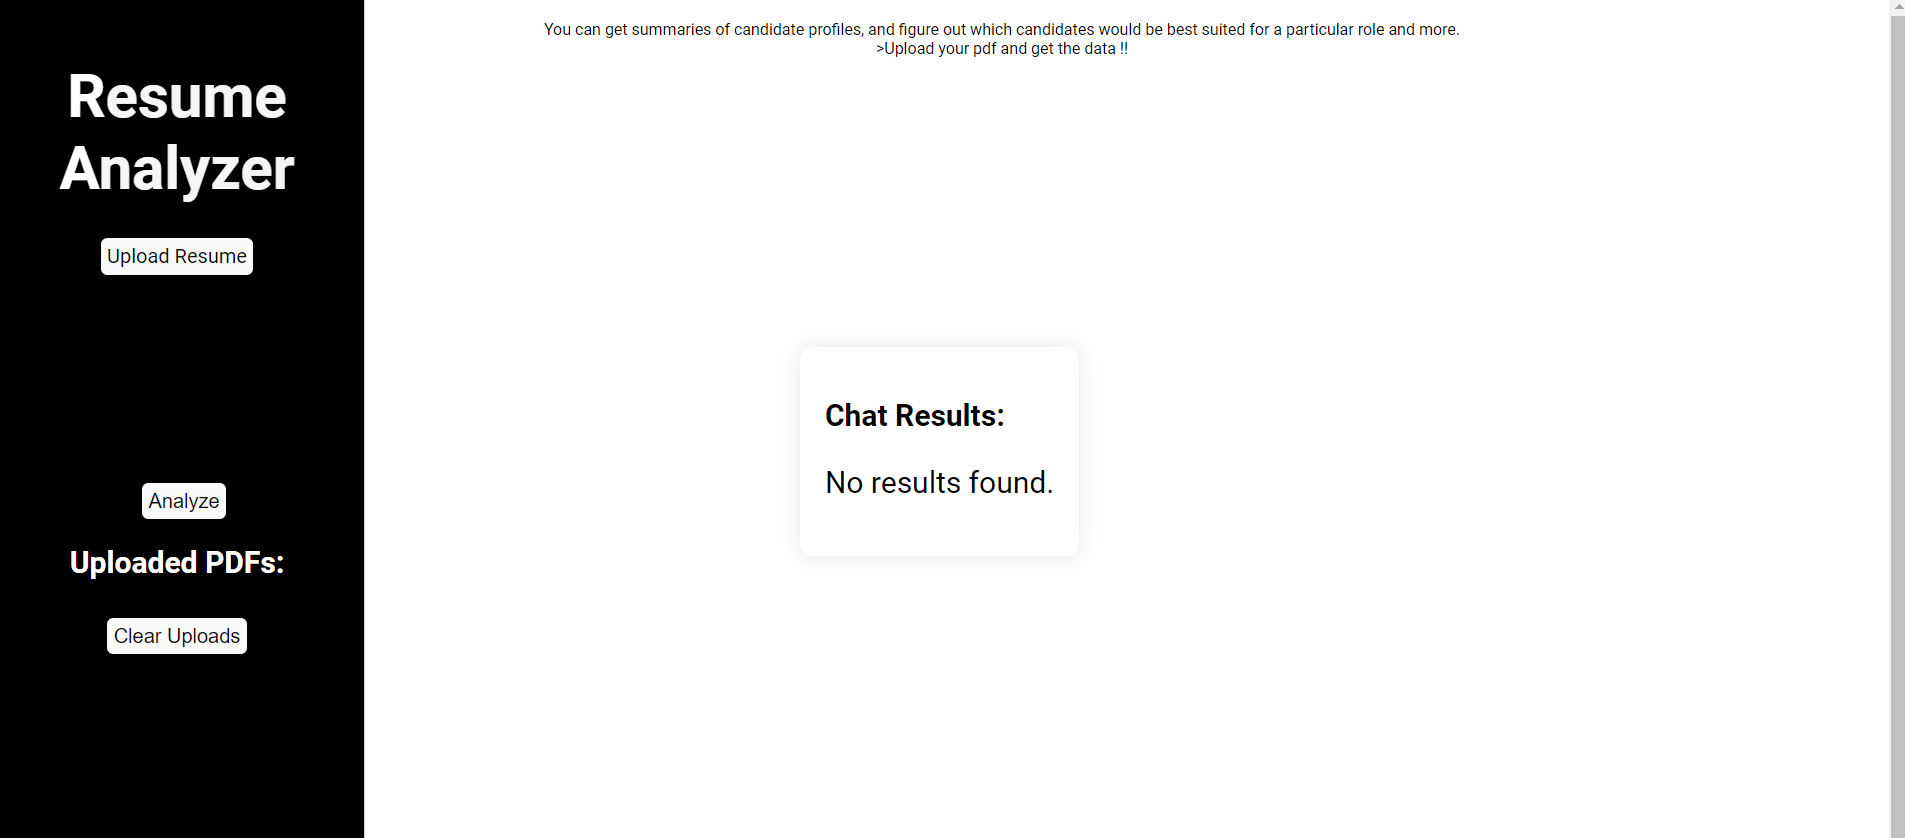 Resume
Analyzer
Upload Resume
Analyze
Uploaded PDFs:
Clear Uploads
You can get summaries of candidate profiles, and figure out which candidates would be best suited for a particular role and more.
>Upload your pdf and get the data !!
Chat Results:
No results found.